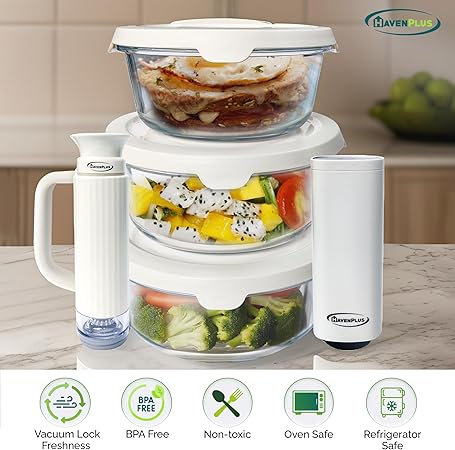 HAVENPLUS
HAVENPLUS
HAVENPLUS
BPA
FREE
Vacuum Lock
Freshness
BPA Free
Non-toxic
Oven Safe
Refrigerator
Safe